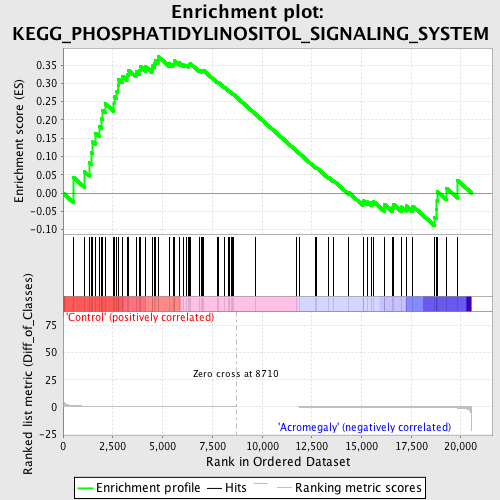 Enrichment plot:
KEGG_PHOSPHATIDYLINOSITOL_SIGNALING_SYSTEM
Enrichment score (ES)
0.35
0.30
0.25
0.20
0.15
0.10
0.05
0.00
-0.05
-0.10
Ranked list metric (Diff_of_Classes)
'Control' (positively correlated)
75
50
25
0
-25
Zero cross at 8710
'Acromegaly' (negatively correlated)
0
2,500
5,000
7,500
10,000
12,500
15,000
17,500
20,000
Rank in Ordered Dataset
Enrichment profile
Hits
Ranking metric scores